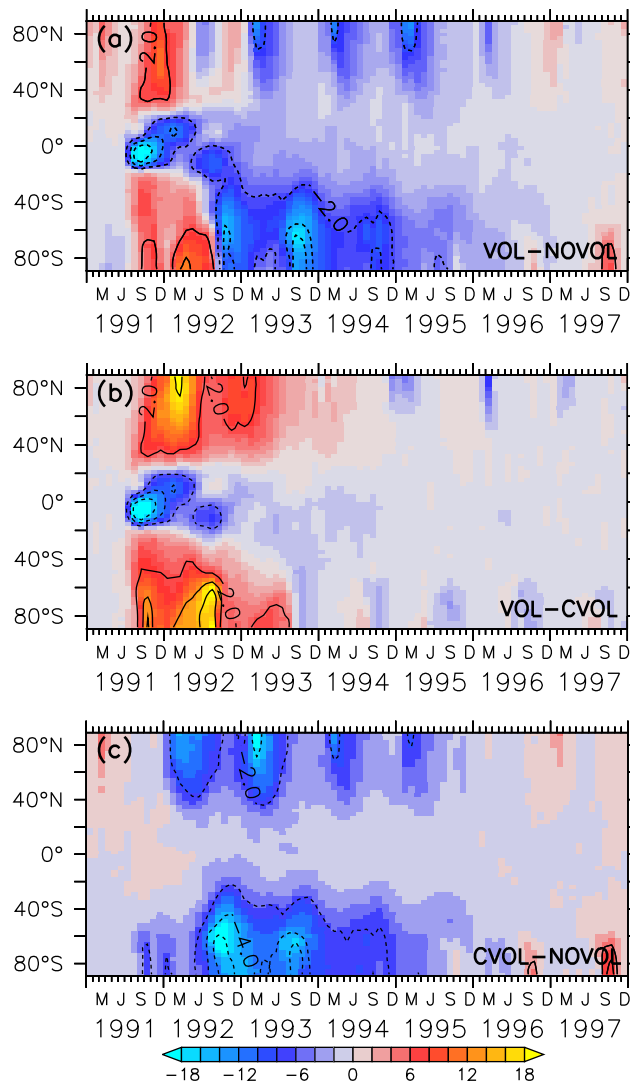 (a)
80°N
40°N
0°
40°S
80°S
2.0
-2.0
VOL-NOVOL
M J S D M J S D M J S D M J S D M J S D M J S D M J S D
1991 1992 1993 1994 1995 1996 1997
(b)
80°N
40°N
0°
40°S
80°S
2.0
2.0
2.0
VOL-CVOL
M J S D M J S D M J S D M J S D M J S D M J S D M J S D
1991 1992 1993 1994 1995 1996 1997
(c)
80°N
40°N
0°
40°S
80°S
-2.0
-4.0
CVOL-NOVOL
M J S D M J S D M J S D M J S D M J S D M J S D M J S D
1991 1992 1993 1994 1995 1996 1997
-18 -12 -6 0 6 12 18